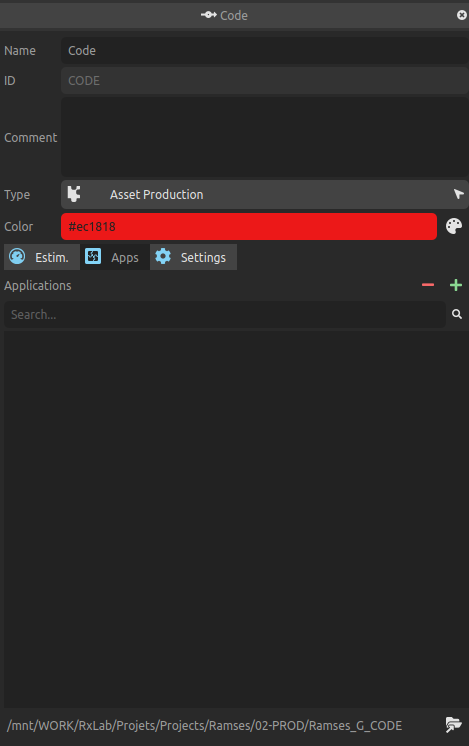 Code
Name Code
ID CODE
Comment
Type Asset Production
Color #ec1818
Estim. Apps Settings
Applications
Search...
/mnt/WORK/RxLab/Projets/Projects/Ramses/02-PROD/Ramses_G_CODE